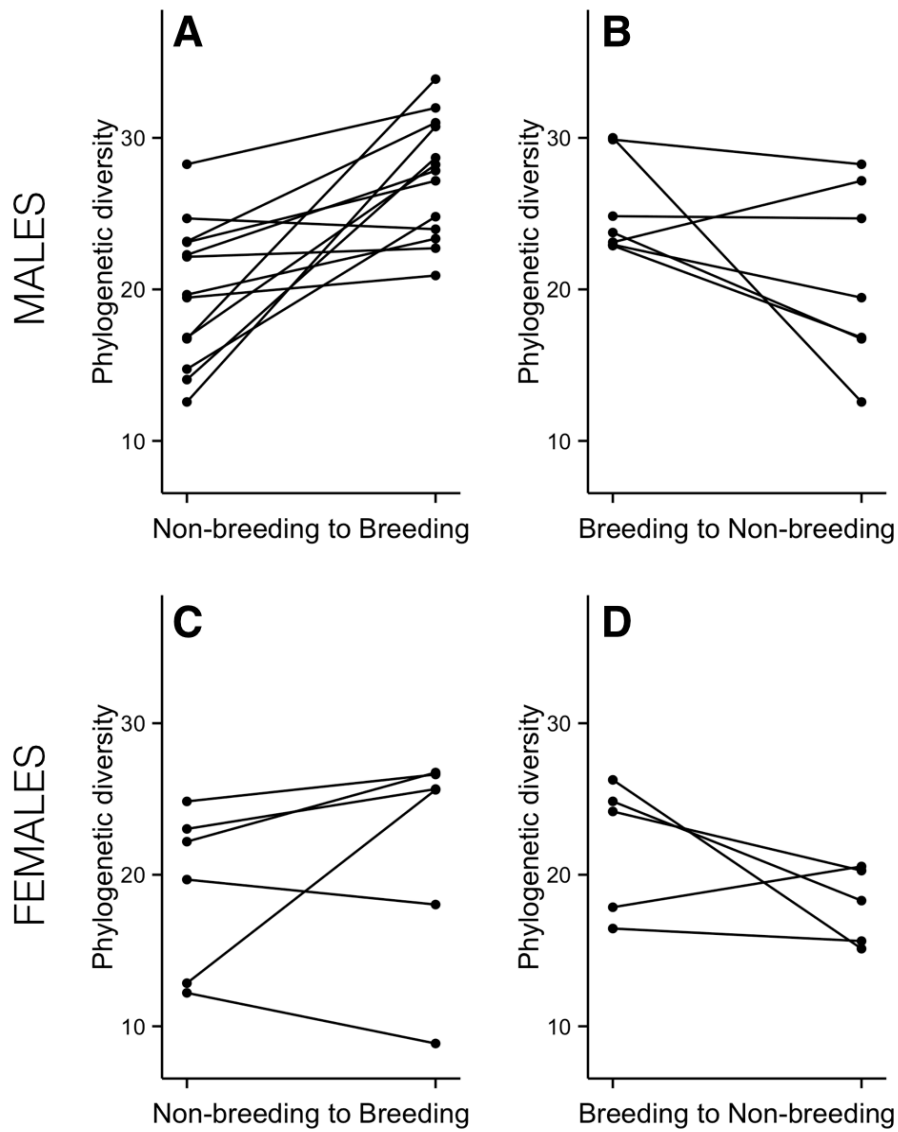 MALES
A
Phylogenetic diversity
30
20
10
Non-breeding to Breeding
B
Phylogenetic diversity
30
20
10
Breeding to Non-breeding
FEMALES
C
Phylogenetic diversity
30
20
10
Non-breeding to Breeding
D
Phylogenetic diversity
30
20
10
Breeding to Non-breeding